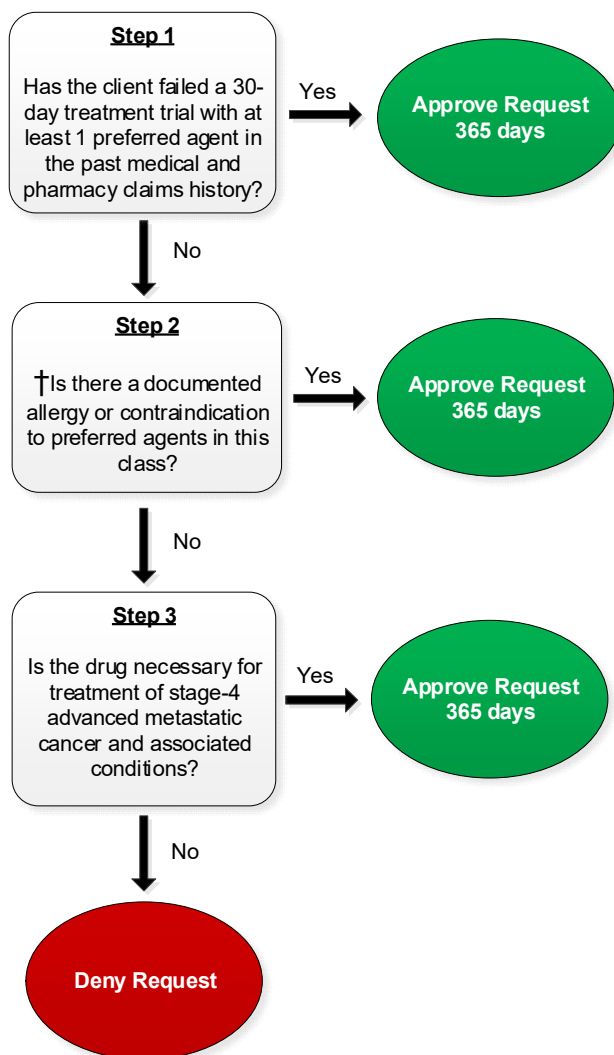 Step 1
Has the client failed a 30-
day treatment trial with at
least 1 preferred agent in
the past medical and
pharmacy claims history?
Yes
Approve Request
365 days
No
Step 2
†Is there a documented
allergy or contraindication
to preferred agents in this
class?
Yes
Approve Request
365 days
No
Step 3
Is the drug necessary for
treatment of stage-4
advanced metastatic
cancer and associated
conditions?
Yes
Approve Request
365 days
No
Deny Request